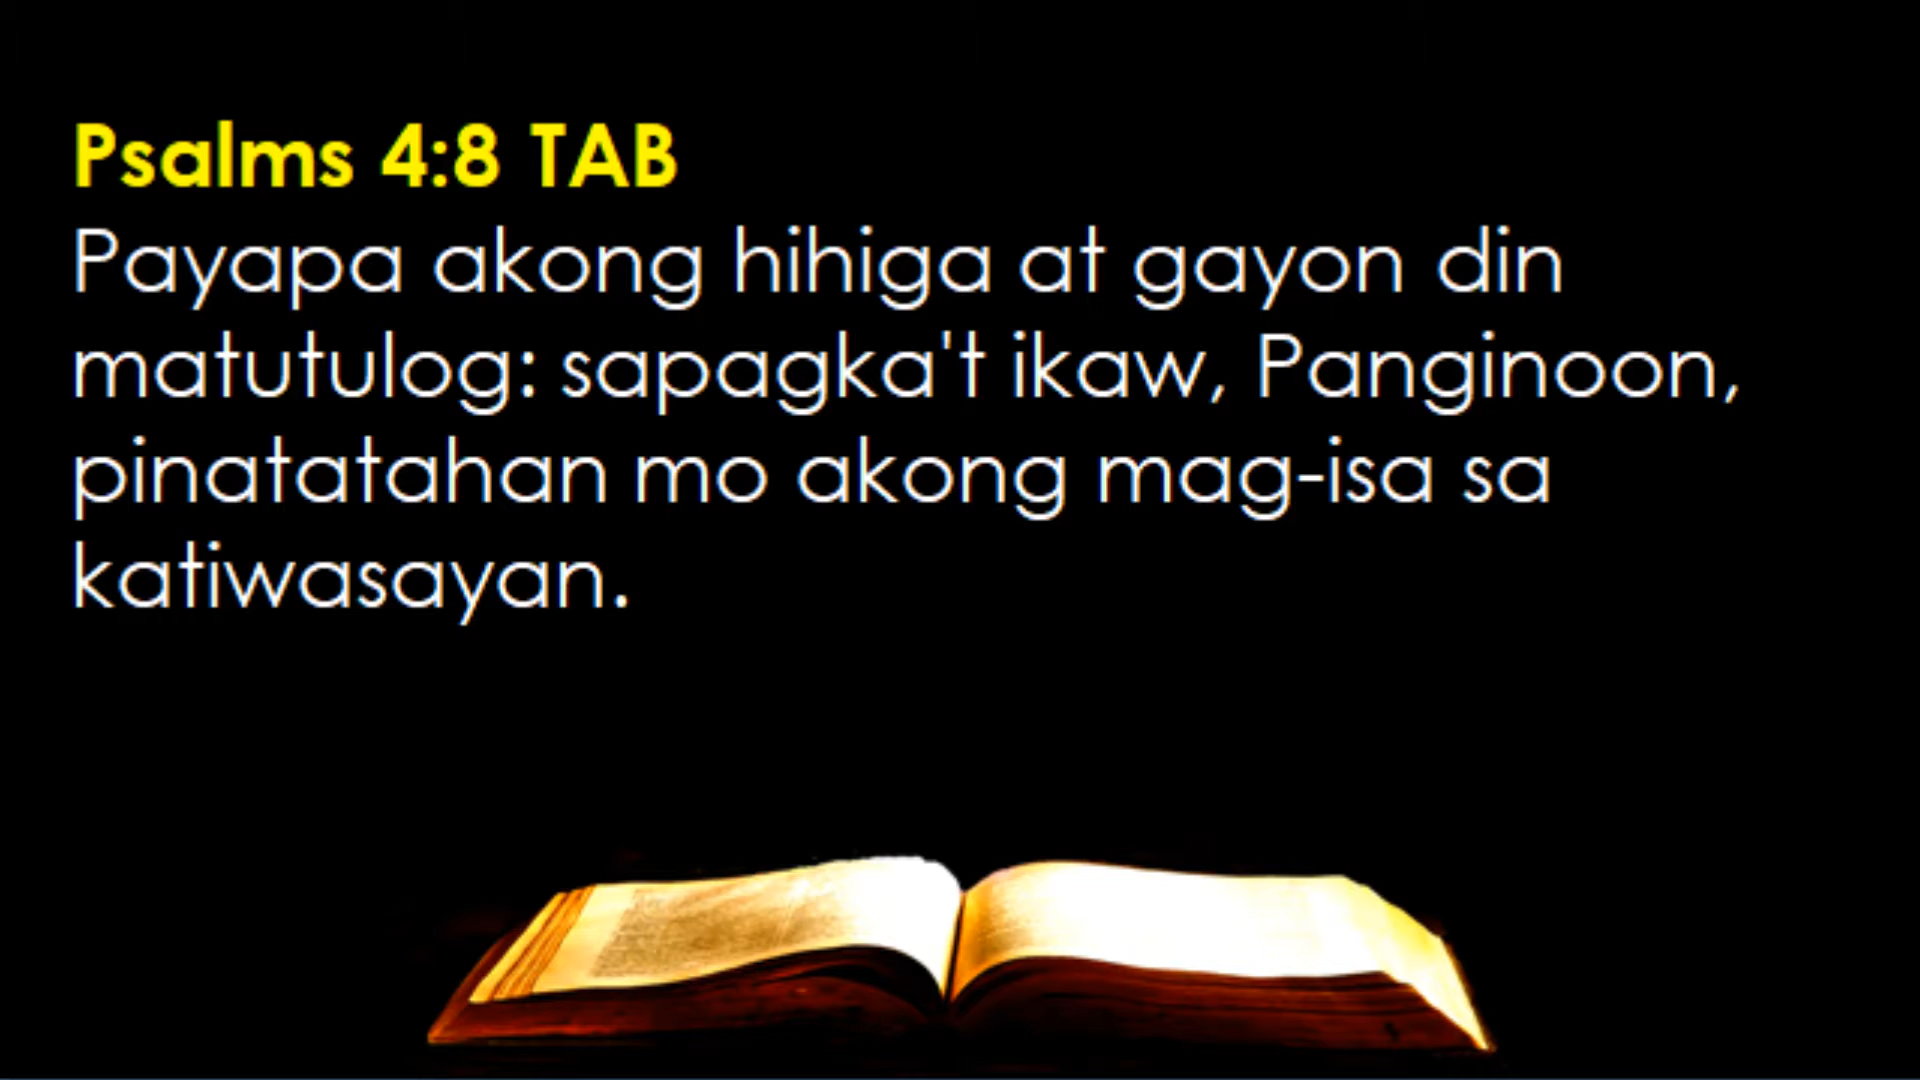 Psalms 4:8 TAB
Payapa akong hihiga at gayon din
matutulog: sapagka't ikaw, Panginoon,
pinatatahan mo akong mag-isa sa
katiwasayan.